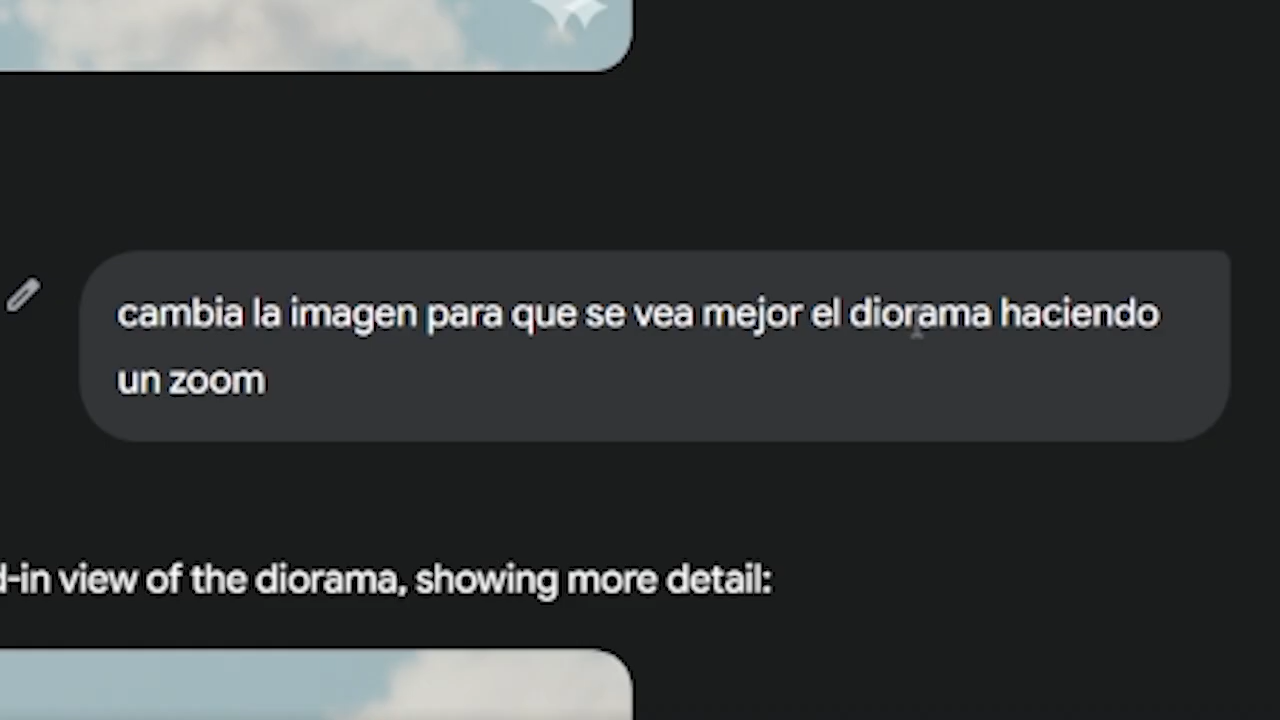 cambia la imagen para que se vea mejor el diorama haciendo
un zoom
-in view of the diorama, showing more detail: